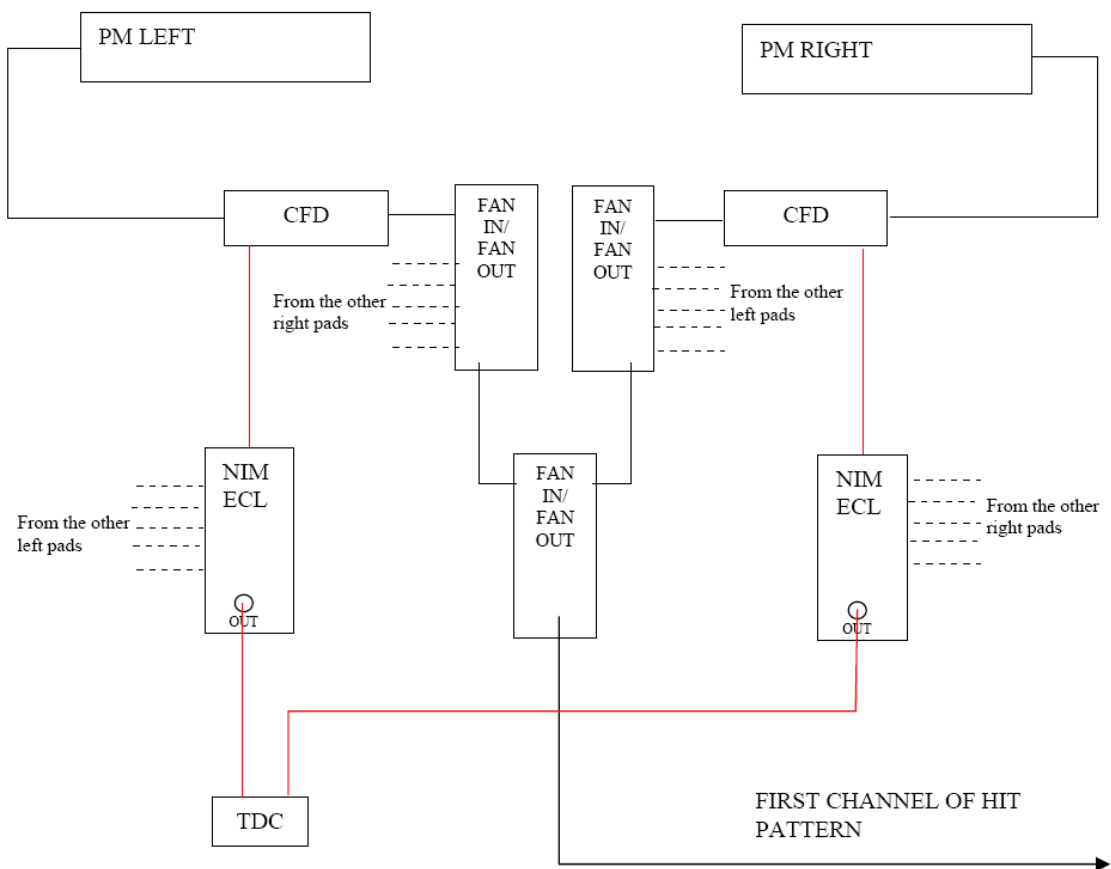 PM LEFT
PM RIGHT
CFD
FAN
IN/
FAN
OUT
FAN
IN/
FAN
OUT
CFD
From the other
right pads
From the other
left pads
NIM
ECL
From the other
left pads
OUT
FAN
IN/
FAN
OUT
NIM
ECL
From the other
right pads
OUT
TDC
FIRST CHANNEL OF HIT
PATTERN